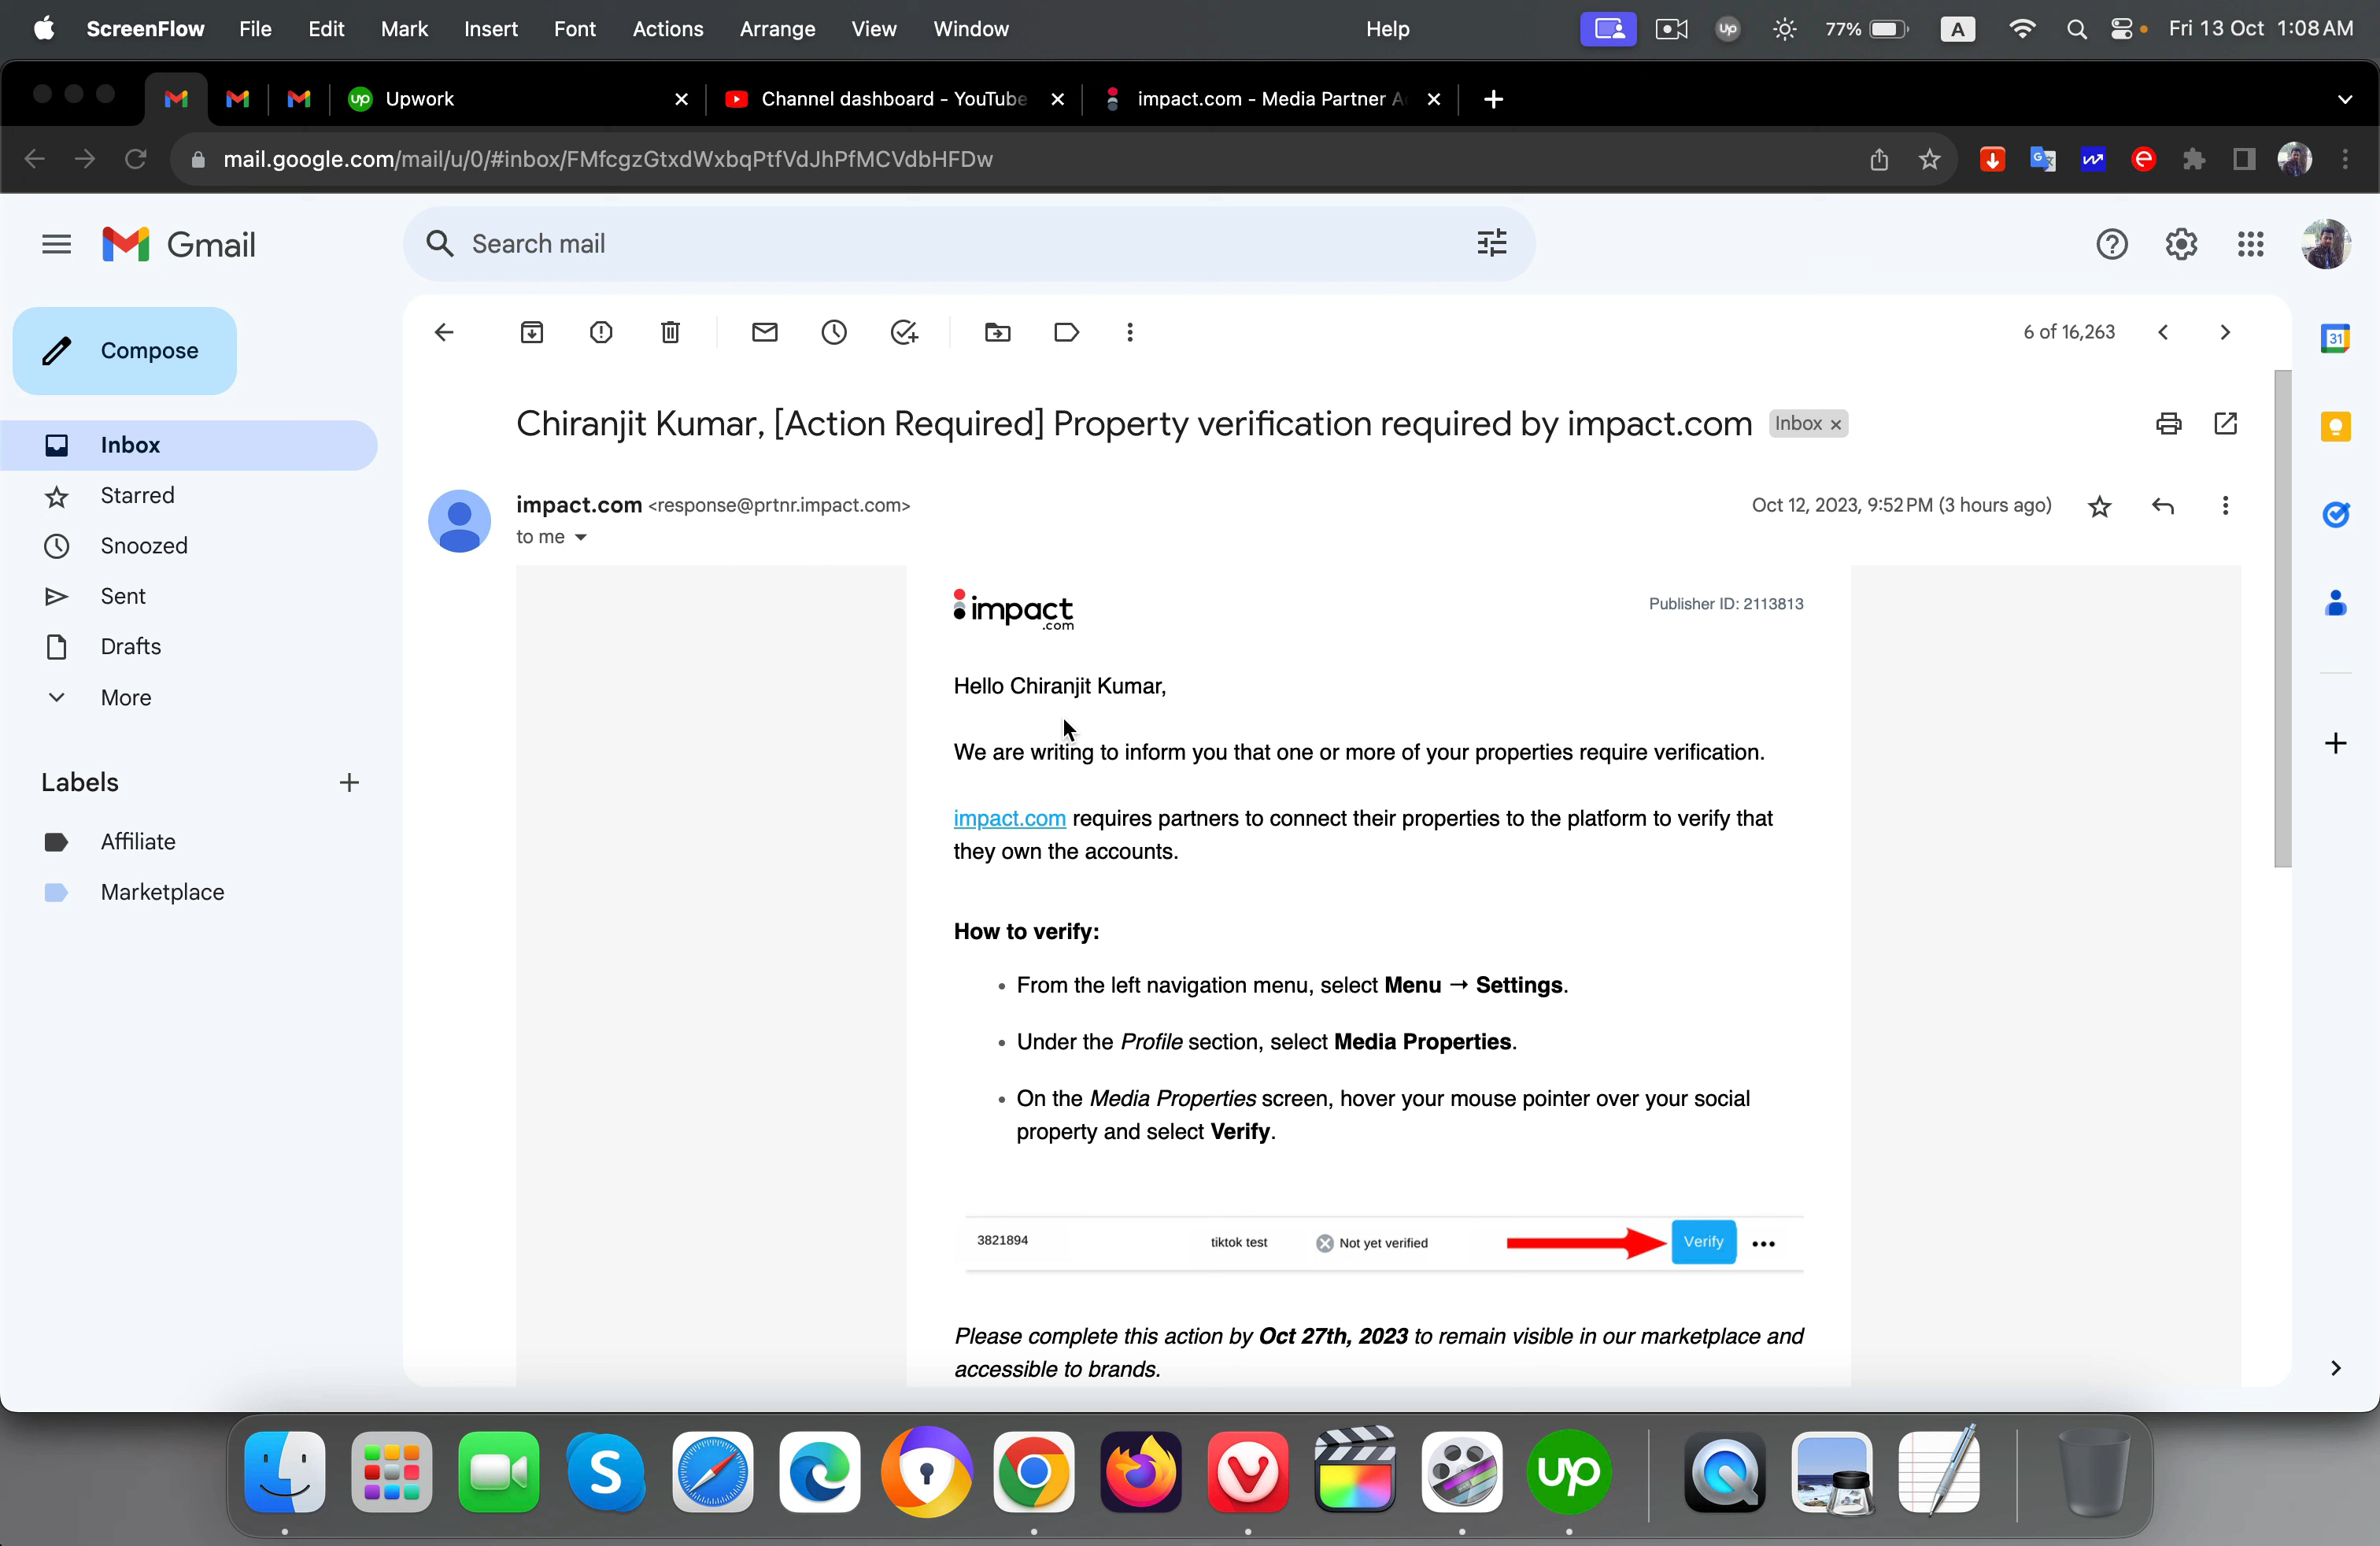 ScreenFlow File Edit Mark Insert Font Actions Arrange View Window Help up 77% A Fri 13 Oct 1:08 AM
up Upwork Channel dashboard - YouTube impact.com - Media Partner A
mail.google.com/mail/u/0/#inbox/FMfcgzGtxdWxbqPtfVdJhPfMCVdbHFDw
Gmail
Search mail
Compose
6 of 16,263
31
Chiranjit Kumar, [Action Required] Property verification required by impact.com Inbox ×
Inbox
Starred
Snoozed
Sent
Drafts
More
Labels
Affiliate
Marketplace
impact.com <response@prtnr.impact.com>
Oct 12, 2023, 9:52 PM (3 hours ago)
to me
impact
.com
Publisher ID: 2113813
Hello Chiranjit Kumar,
We are writing to inform you that one or more of your properties require verification.
impact.com requires partners to connect their properties to the platform to verify that
they own the accounts.
How to verify:
• From the left navigation menu, select Menu → Settings.
• Under the Profile section, select Media Properties.
• On the Media Properties screen, hover your mouse pointer over your social
property and select Verify.
3821894 tiktok test Not yet verified Verify •••
Please complete this action by Oct 27th, 2023 to remain visible in our marketplace and
accessible to brands.
S
up